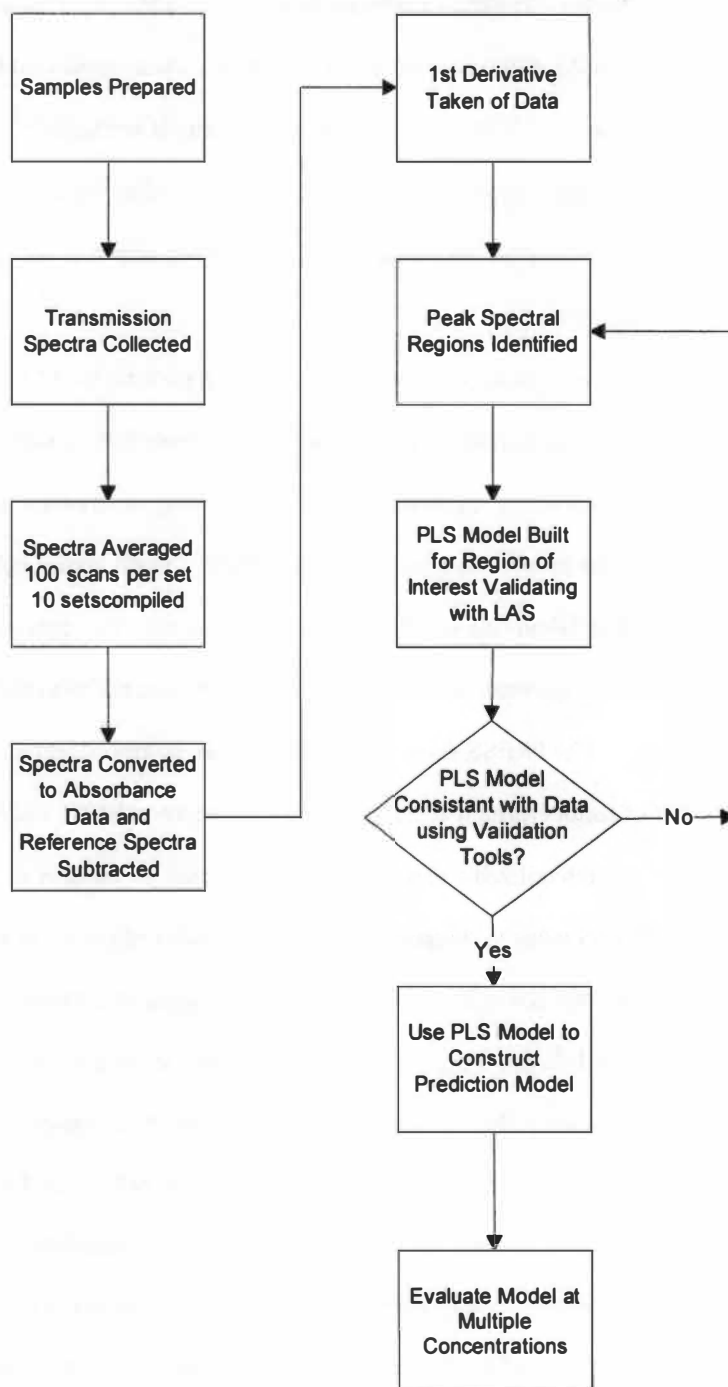 Samples Prepared
Transmission
Spectra Collected
Spectra Averaged
100 scans per set
10 setscompiled
Spectra Converted
to Absorbance
Data and
Reference Spectra
Subtracted
1st Derivative
Taken of Data
Peak Spectral
Regions Identified
PLS Model Built
for Region of
Interest Validating
with LAS
PLS Model
Consistant with Data
using Validation
Tools?
No
Yes
Use PLS Model to
Construct
Prediction Model
Evaluate Model at
Multiple
Concentrations